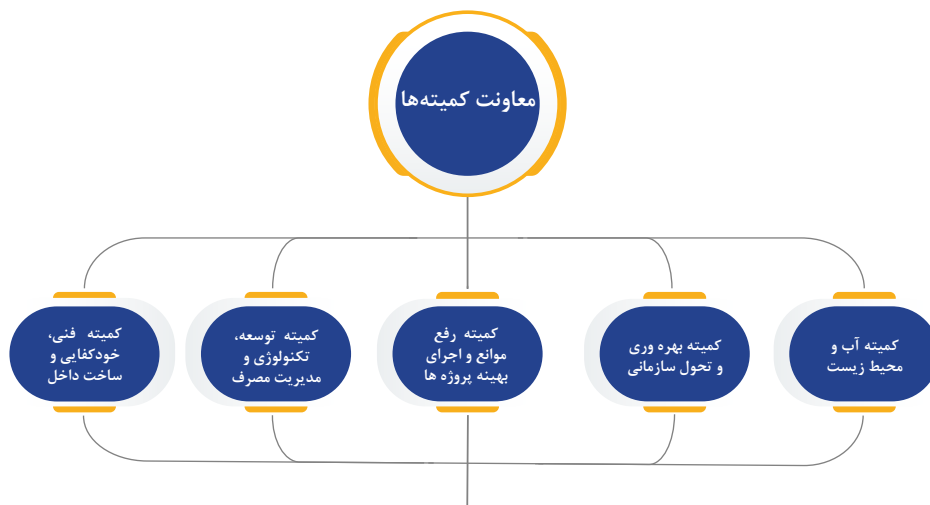 معاونت کمیته‌ها
کمیته آب و
محیط زیست
کمیته بهره وری
و تحول سازمانی
کمیته رفع
موانع و اجرای
بهینه پروژه ها
کمیته توسعه،
تکنولوژی و
مدیریت مصرف
کمیته فنی،
خودکفایی و
ساخت داخل